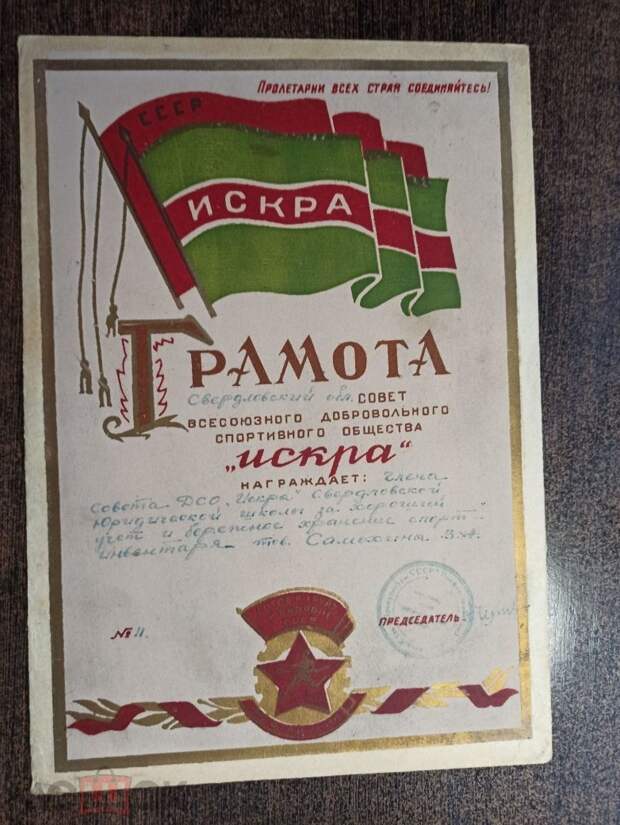 Пролетарии всех стран соединяйтесь!
СССР
ИСКРА
ГРАМОТА
Свердловский обл. СОВЕТ
ВСЕСОЮЗНОГО ДОБРОВОЛЬНОГО
СПОРТИВНОГО ОБЩЕСТВА
„искра“
НАГРАЖДАЕТ: члена
совета ДСО „Искра" Свердловской
Юридической школы за хороший
учет и бережное хранение спорт
инвентаря тов. Самохина З.А.
№ 11.
ПРЕДСЕДАТЕЛЬ